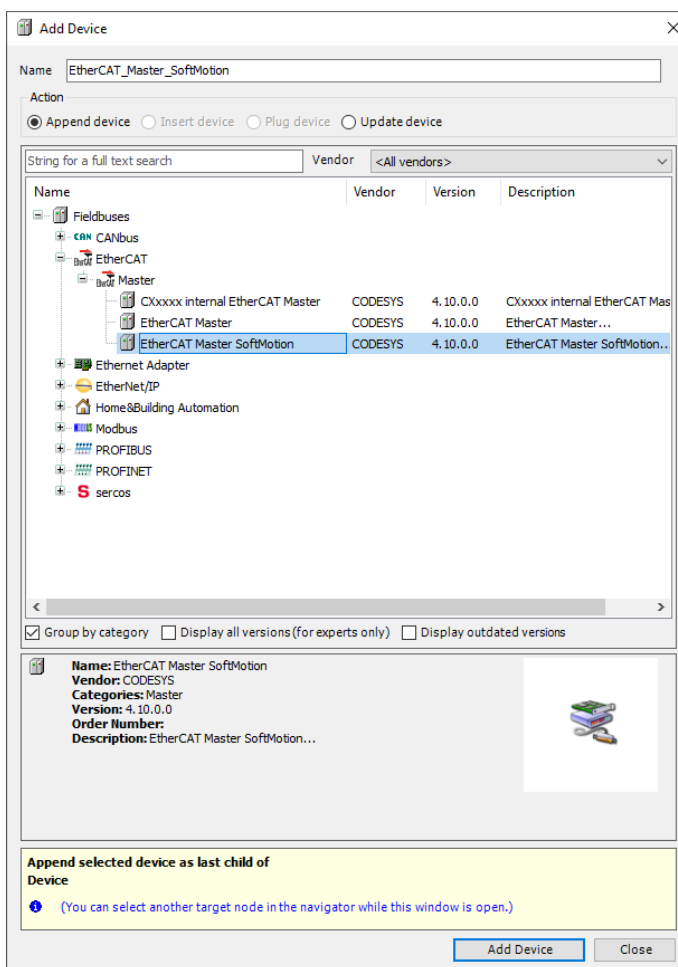 Add Device
Name EtherCAT_Master_SoftMotion
Action
Append device Insert device Plug device Update device
String for a full text search Vendor <All vendors>
Name Vendor Version Description
Fieldbuses
CAN CANbus
EtherCAT EtherCAT
EtherCAT Master
CXxxxx internal EtherCAT Master CODESYS 4.10.0.0 CXxxxx internal EtherCAT Mas
EtherCAT Master CODESYS 4.10.0.0 EtherCAT Master...
EtherCAT Master SoftMotion CODESYS 4.10.0.0 EtherCAT Master SoftMotion...
Ethernet Adapter
EtherNet/IP
Home&Building Automation
Modbus
PROFIBUS
PROFINET
S sercos
Group by category Display all versions (for experts only) Display outdated versions
Name: EtherCAT Master SoftMotion
Vendor: CODESYS
Categories: Master
Version: 4.10.0.0
Order Number:
Description: EtherCAT Master SoftMotion...
Append selected device as last child of
Device
(You can select another target node in the navigator while this window is open.)
Add Device Close